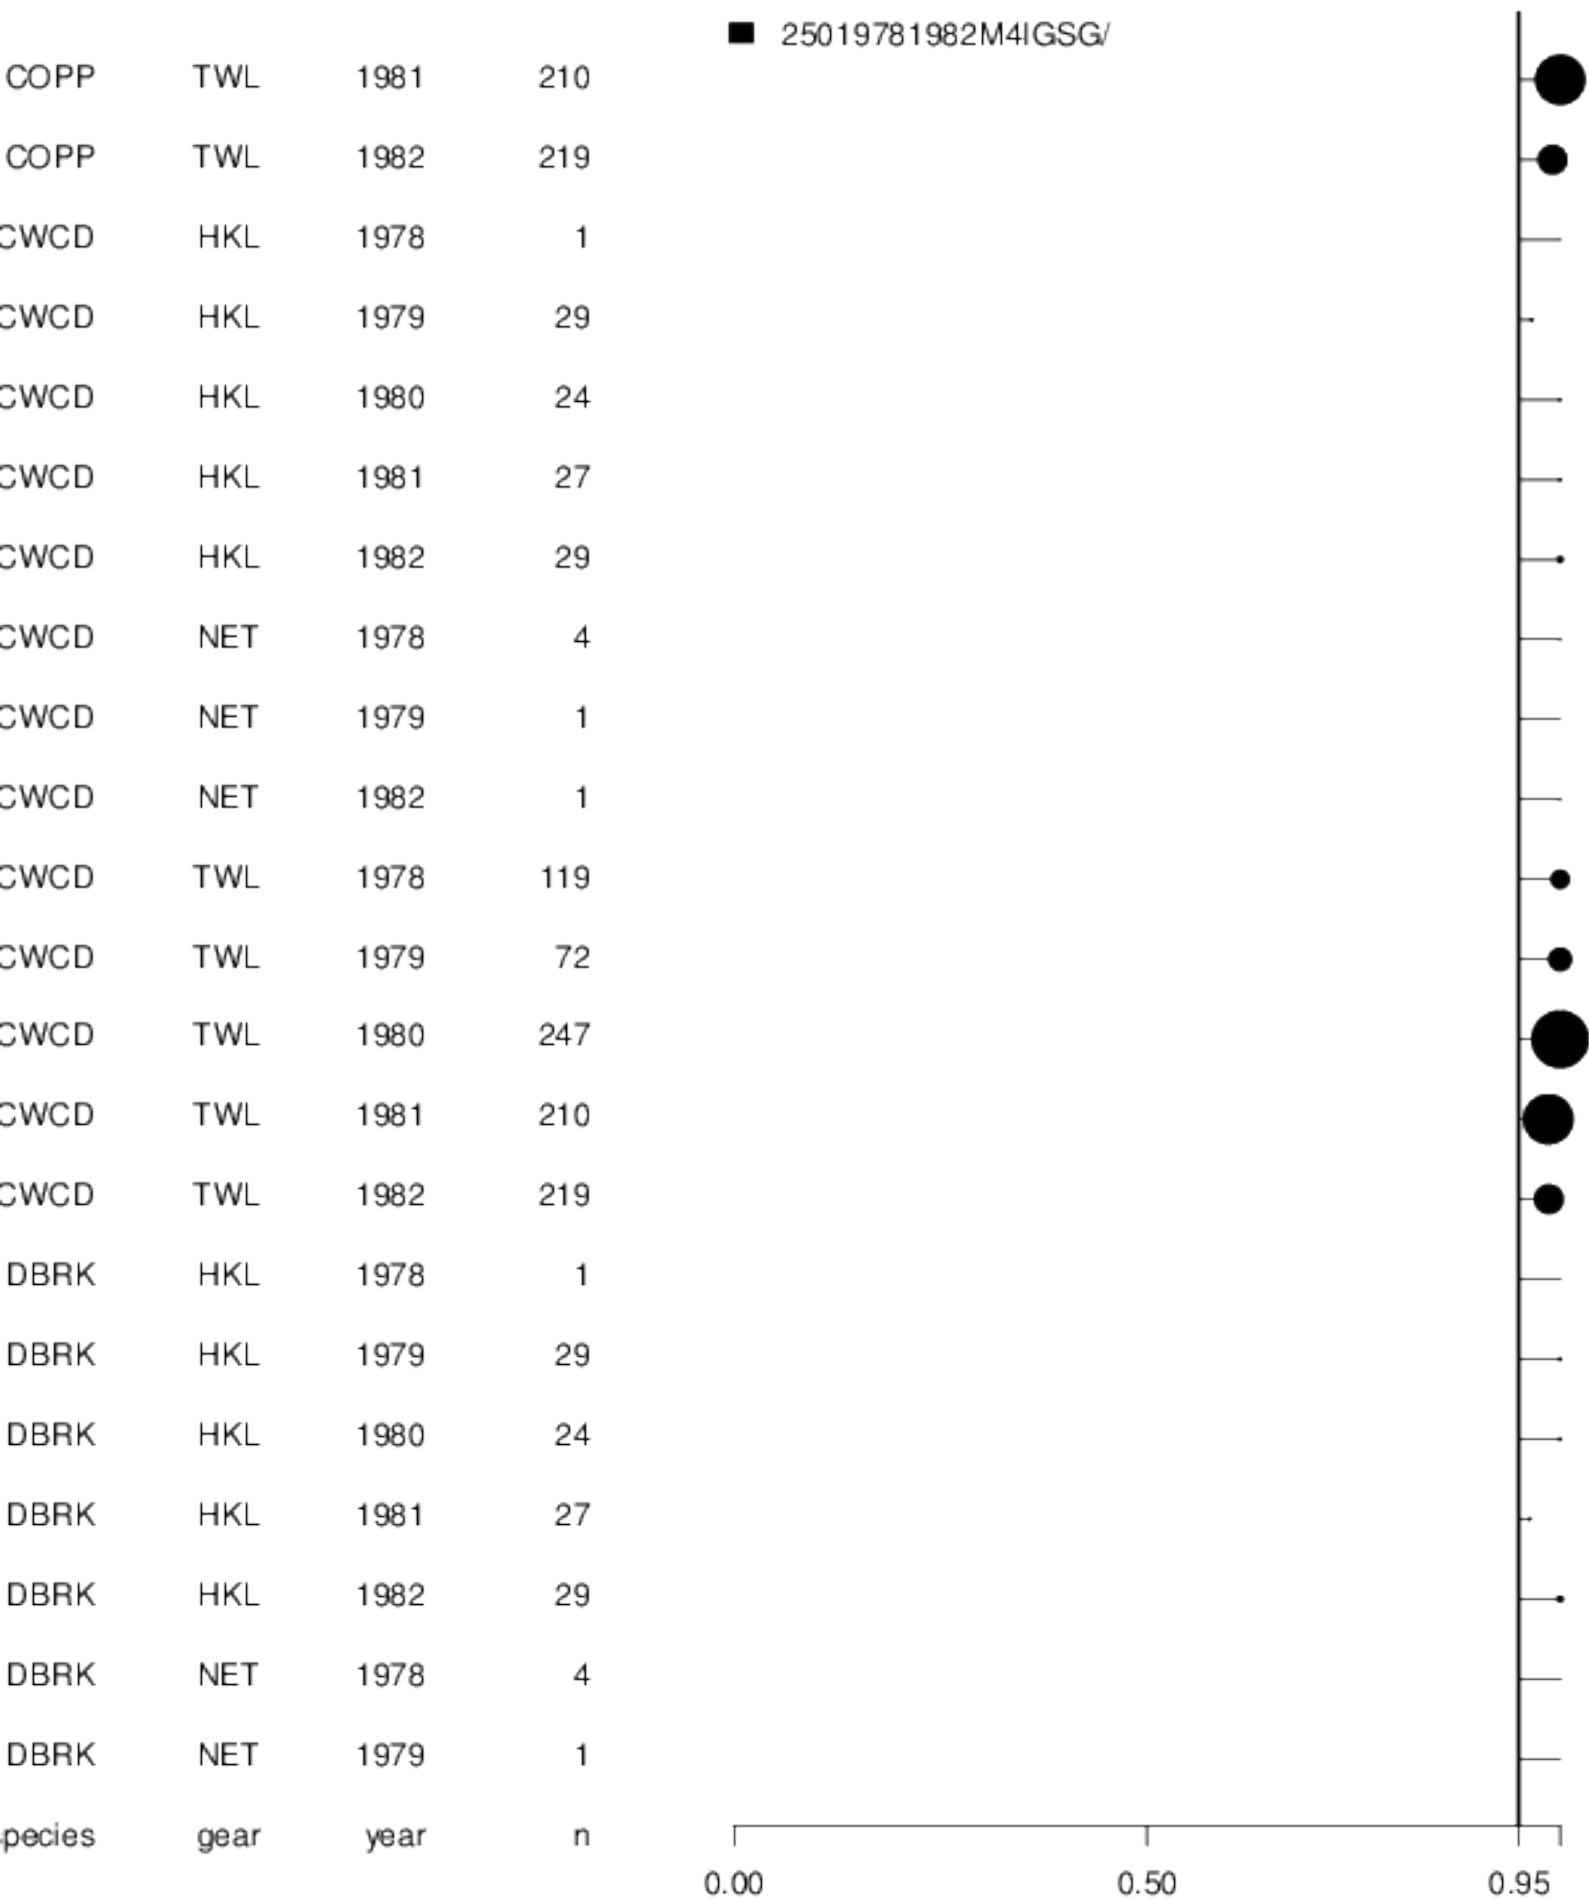 25019781982M4IGSG/
COPP TWL 1981 210
COPP TWL 1982 219
CWCD HKL 1978 1
CWCD HKL 1979 29
CWCD HKL 1980 24
CWCD HKL 1981 27
CWCD HKL 1982 29
CWCD NET 1978 4
CWCD NET 1979 1
CWCD NET 1982 1
CWCD TWL 1978 119
CWCD TWL 1979 72
CWCD TWL 1980 247
CWCD TWL 1981 210
CWCD TWL 1982 219
DBRK HKL 1978 1
DBRK HKL 1979 29
DBRK HKL 1980 24
DBRK HKL 1981 27
DBRK HKL 1982 29
DBRK NET 1978 4
DBRK NET 1979 1
pecies gear year n
0.00 0.50 0.95